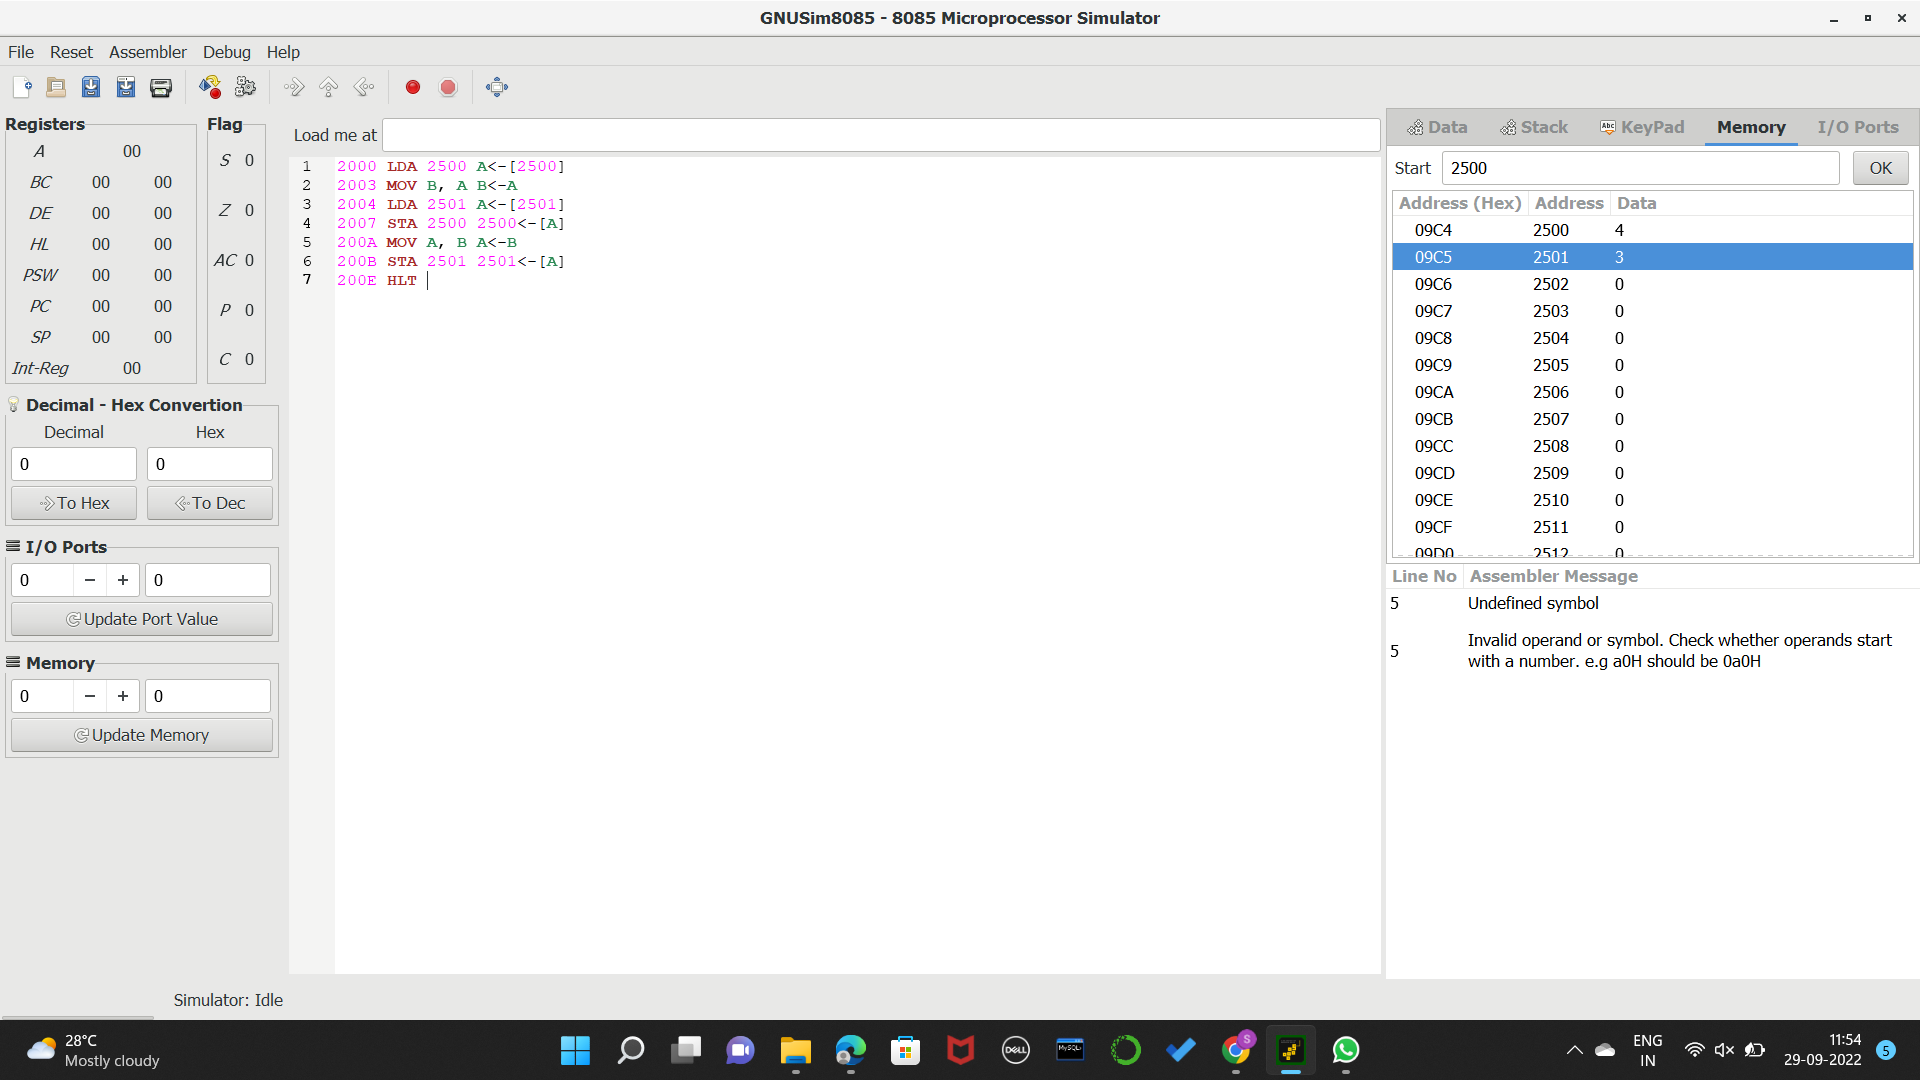 GNUSim8085 - 8085 Microprocessor Simulator
File Reset Assembler Debug Help
Registers
A 00
BC 00 00
DE 00 00
HL 00 00
PSW 00 00
PC 00 00
SP 00 00
Int-Reg 00
Flag
S 0
Z 0
AC 0
P 0
C 0
Decimal - Hex Convertion
Decimal Hex
0 0
To Hex To Dec
I/O Ports
0 − + 0
Update Port Value
Memory
0 − + 0
Update Memory
Load me at
1 2000 LDA 2500 A<-[2500]
2 2003 MOV B, A B<-A
3 2004 LDA 2501 A<-[2501]
4 2007 STA 2500 2500<-[A]
5 200A MOV A, B A<-B
6 200B STA 2501 2501<-[A]
7 200E HLT
Data Stack Abc KeyPad Memory I/O Ports
Start 2500 OK
Address (Hex) Address Data
09C4 2500 4
09C5 2501 3
09C6 2502 0
09C7 2503 0
09C8 2504 0
09C9 2505 0
09CA 2506 0
09CB 2507 0
09CC 2508 0
09CD 2509 0
09CE 2510 0
09CF 2511 0
09D0 2512 0
Line No Assembler Message
5 Undefined symbol
5 Invalid operand or symbol. Check whether operands start
with a number. e.g a0H should be 0a0H
Simulator: Idle
28°C
Mostly cloudy
DELL
MySQL
S
ENG
IN
11:54
29-09-2022
5